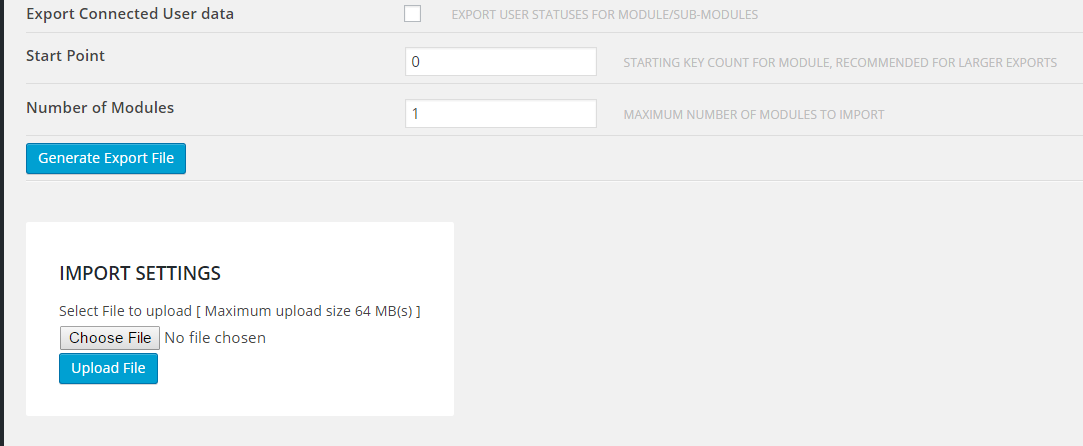 Export Connected User data EXPORT USER STATUSES FOR MODULE/SUB-MODULES
Start Point 0 STARTING KEY COUNT FOR MODULE, RECOMMENDED FOR LARGER EXPORTS
Number of Modules 1 MAXIMUM NUMBER OF MODULES TO IMPORT
Generate Export File
IMPORT SETTINGS
Select File to upload [ Maximum upload size 64 MB(s) ]
Choose File No file chosen
Upload File